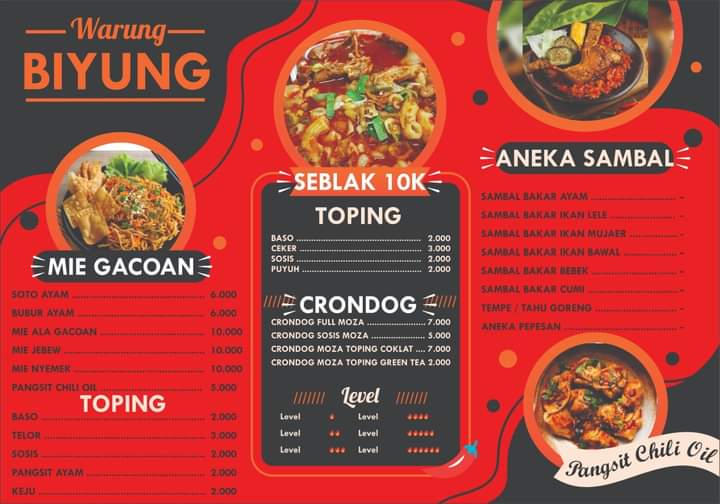 Warung
BIYUNG
MIE GACOAN
SOTO AYAM 6.000
BUBUR AYAM 6.000
MIE ALA GACOAN 10.000
MIE JEBEW 10.000
MIE NYEMEK 10.000
PANGSIT CHILI OIL 5.000
TOPING
BASO 2.000
TELOR 3.000
SOSIS 2.000
PANGSIT AYAM 2.000
KEJU 2.000
SEBLAK 10K
TOPING
BASO 2.000
CEKER 3.000
SOSIS 2.000
PUYUH 2.000
CRONDOG
CRONDOG FULL MOZA 7.000
CRONDOG SOSIS MOZA 5.000
CRONDOG MOZA TOPING COKLAT .... 7.000
CRONDOG MOZA TOPING GREEN TEA 2.000
Level
Level Level
Level Level
Level Level
ANEKA SAMBAL
SAMBAL BAKAR AYAM -
SAMBAL BAKAR IKAN LELE -
SAMBAL BAKAR IKAN MUJAER -
SAMBAL BAKAR IKAN BAWAL -
SAMBAL BAKAR BEBEK -
SAMBAL BAKAR CUMI -
TEMPE / TAHU GORENG -
ANEKA PEPESAN -
Pangsit Chili Oil